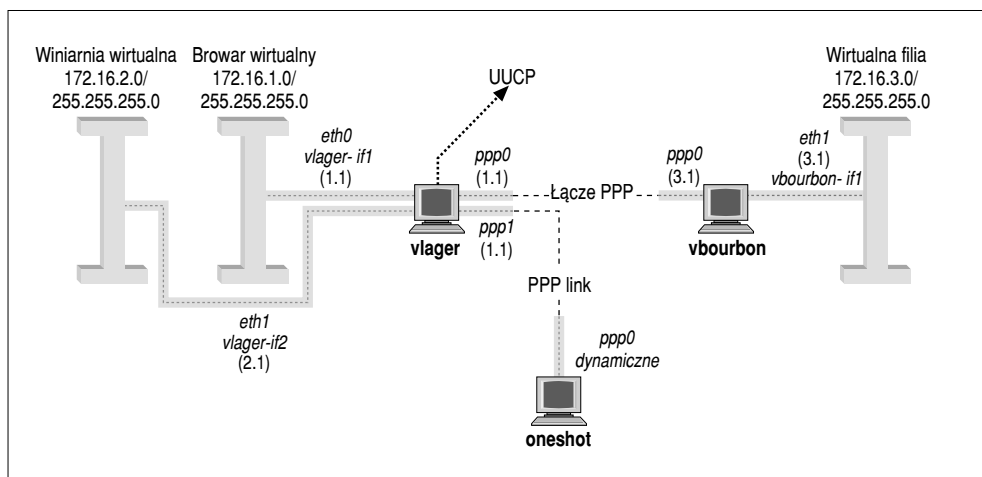 Winiarnia wirtualna
172.16.2.0/
255.255.255.0
Browar wirtualny
172.16.1.0/
255.255.255.0
UUCP
Wirtualna filia
172.16.3.0/
255.255.255.0
eth0
vlager- if1
(1.1)
ppp0
(1.1)
Łącze PPP
ppp0
(3.1)
eth1
(3.1)
vbourbon- if1
vlager
ppp1
(1.1)
vbourbon
PPP link
eth1
vlager-if2
(2.1)
ppp0
dynamiczne
oneshot